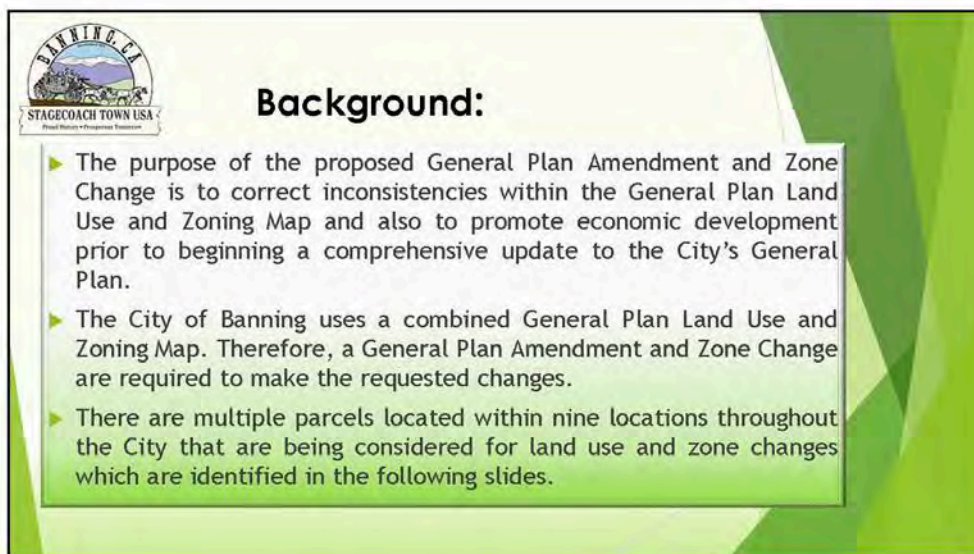 BANNING, CA
STAGECOACH TOWN USA
Proud History • Prosperous Tomorrow
Background:
The purpose of the proposed General Plan Amendment and Zone
Change is to correct inconsistencies within the General Plan Land
Use and Zoning Map and also to promote economic development
prior to beginning a comprehensive update to the City's General
Plan.
The City of Banning uses a combined General Plan Land Use and
Zoning Map. Therefore, a General Plan Amendment and Zone Change
are required to make the requested changes.
There are multiple parcels located within nine locations throughout
the City that are being considered for land use and zone changes
which are identified in the following slides.